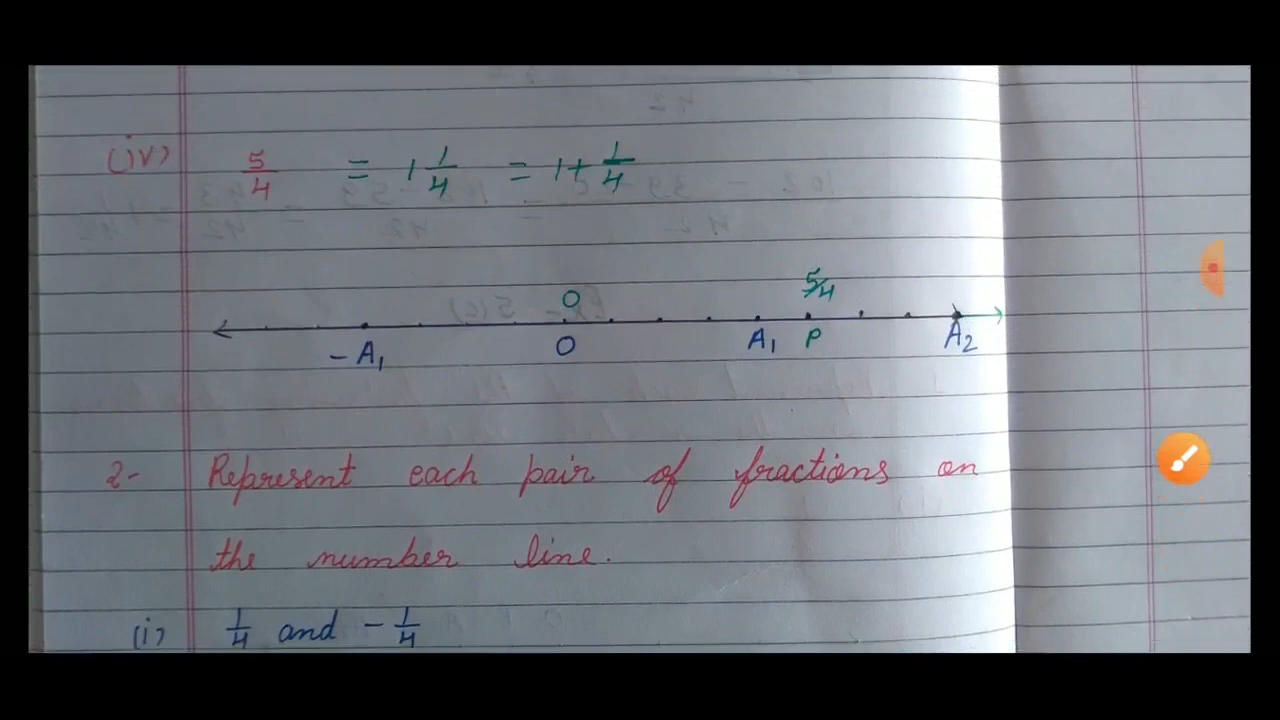 (iv) 5/4 = 1 1/4 = 1+ 1/4
0 5/4
-A₁ O A₁ P A₂
2- Represent each pair of fractions on
the number line.
(i) 1/4 and - 1/4